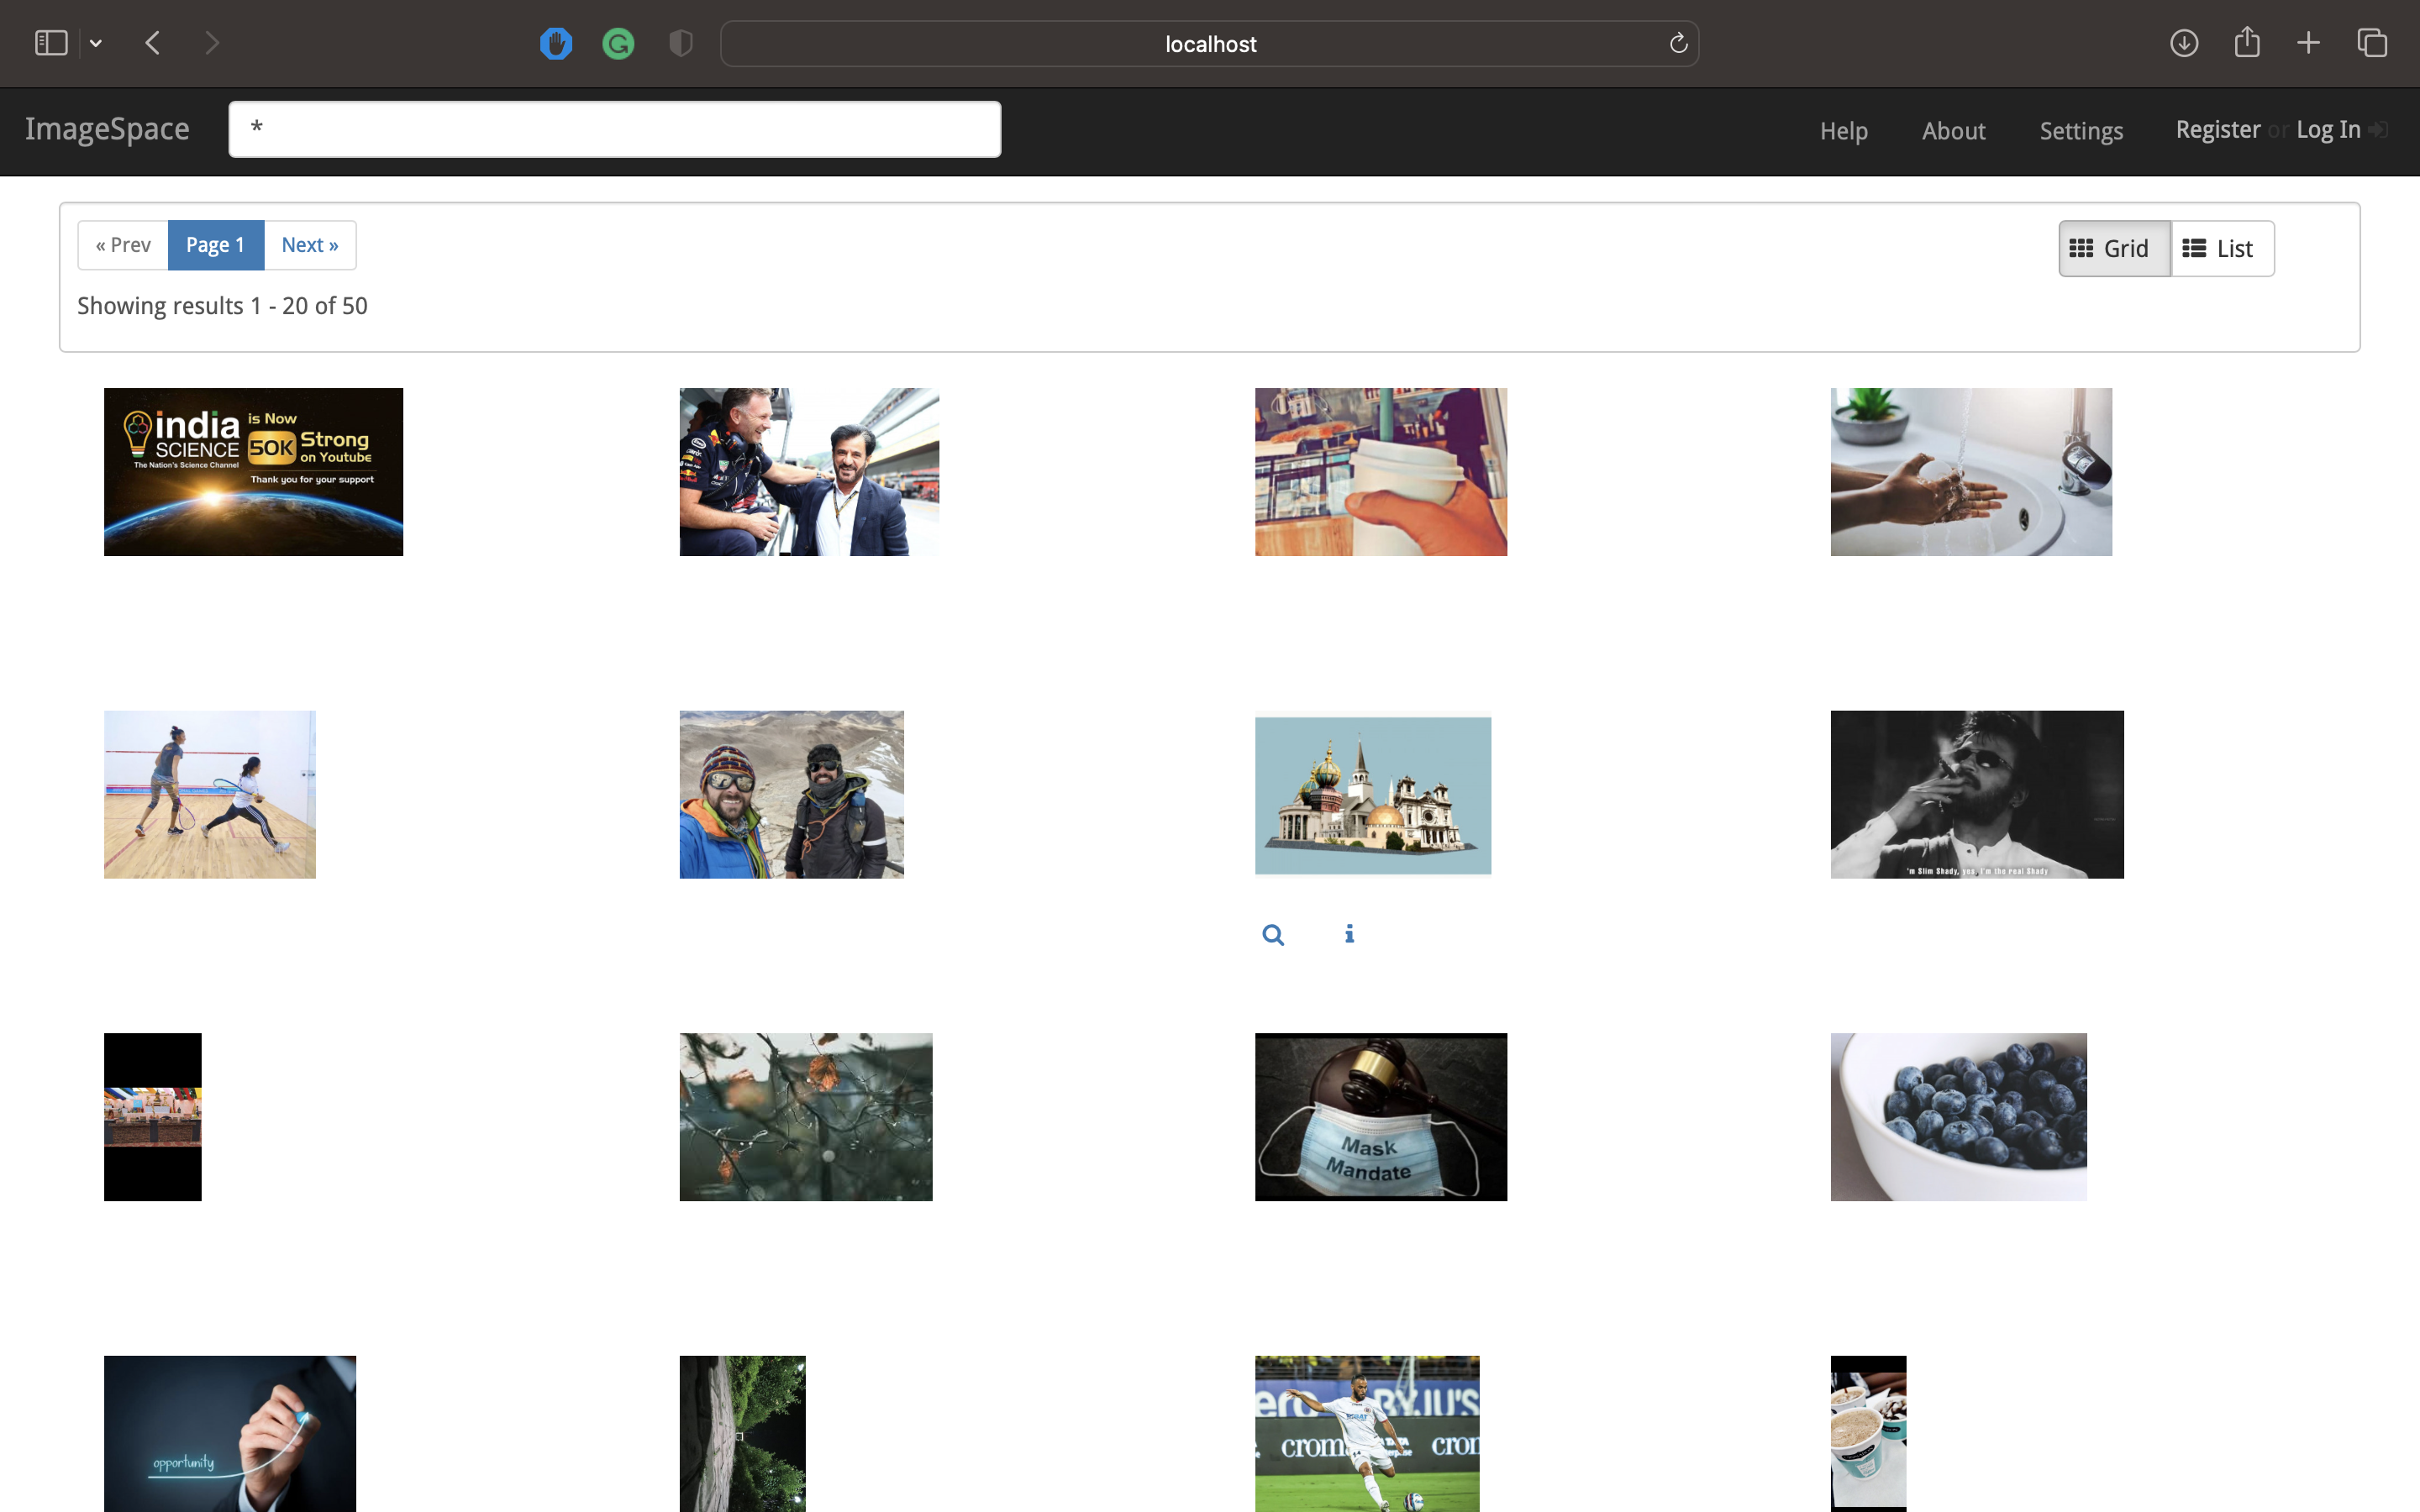 localhost
ImageSpace
*
Help About Settings Register or Log In
« Prev Page 1 Next »
Grid List
Showing results 1 - 20 of 50
india SCIENCE
The Nation's Science Channel
is Now
50K Strong on Youtube
Thank you for your support
'm Slim Shady, yes, I'm the real Shady
Mask
Mandate
opportunity
ero BYJU'S
crom cror